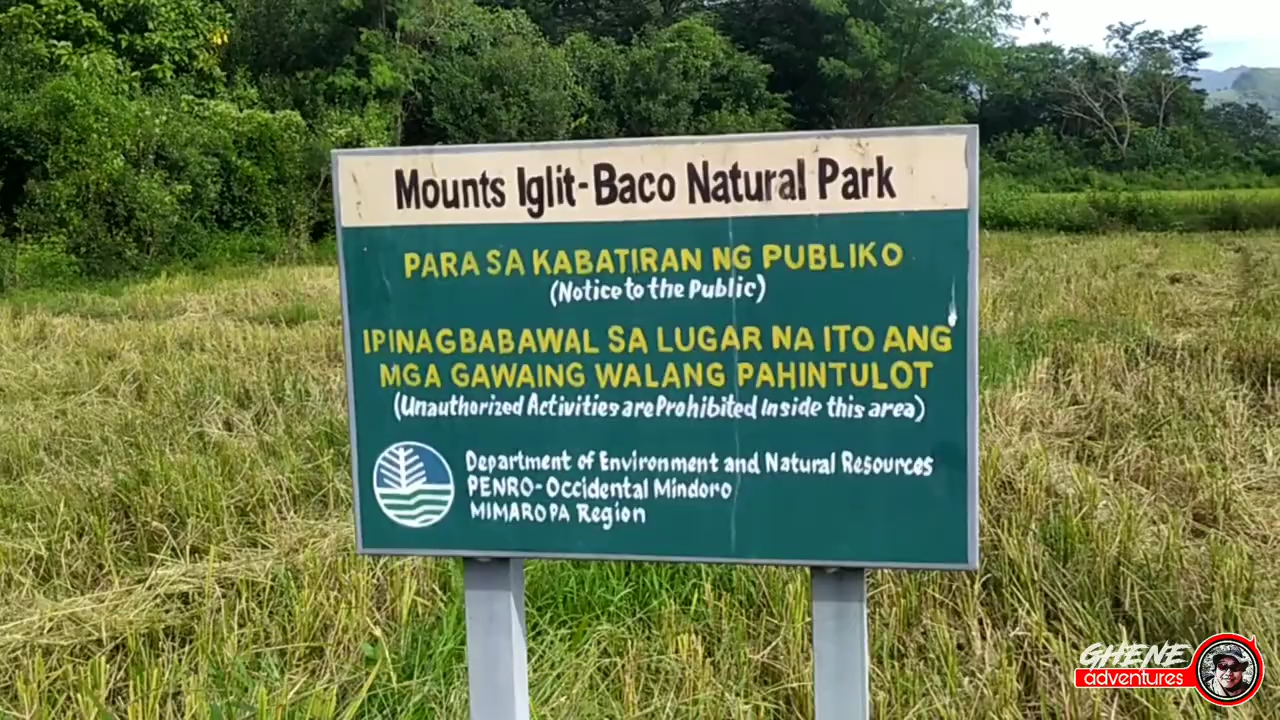 Mounts Iglit-Baco Natural Park
PARA SA KABATIRAN NG PUBLIKO
(Notice to the Public)
IPINAGBABAWAL SA LUGAR NA ITO ANG
MGA GAWAING WALANG PAHINTULOT
(Unauthorized Activities are Prohibited Inside this area)
Department of Environment and Natural Resources
PENRO-Occidental Mindoro
MIMAROPA Region
GHENE
adventures